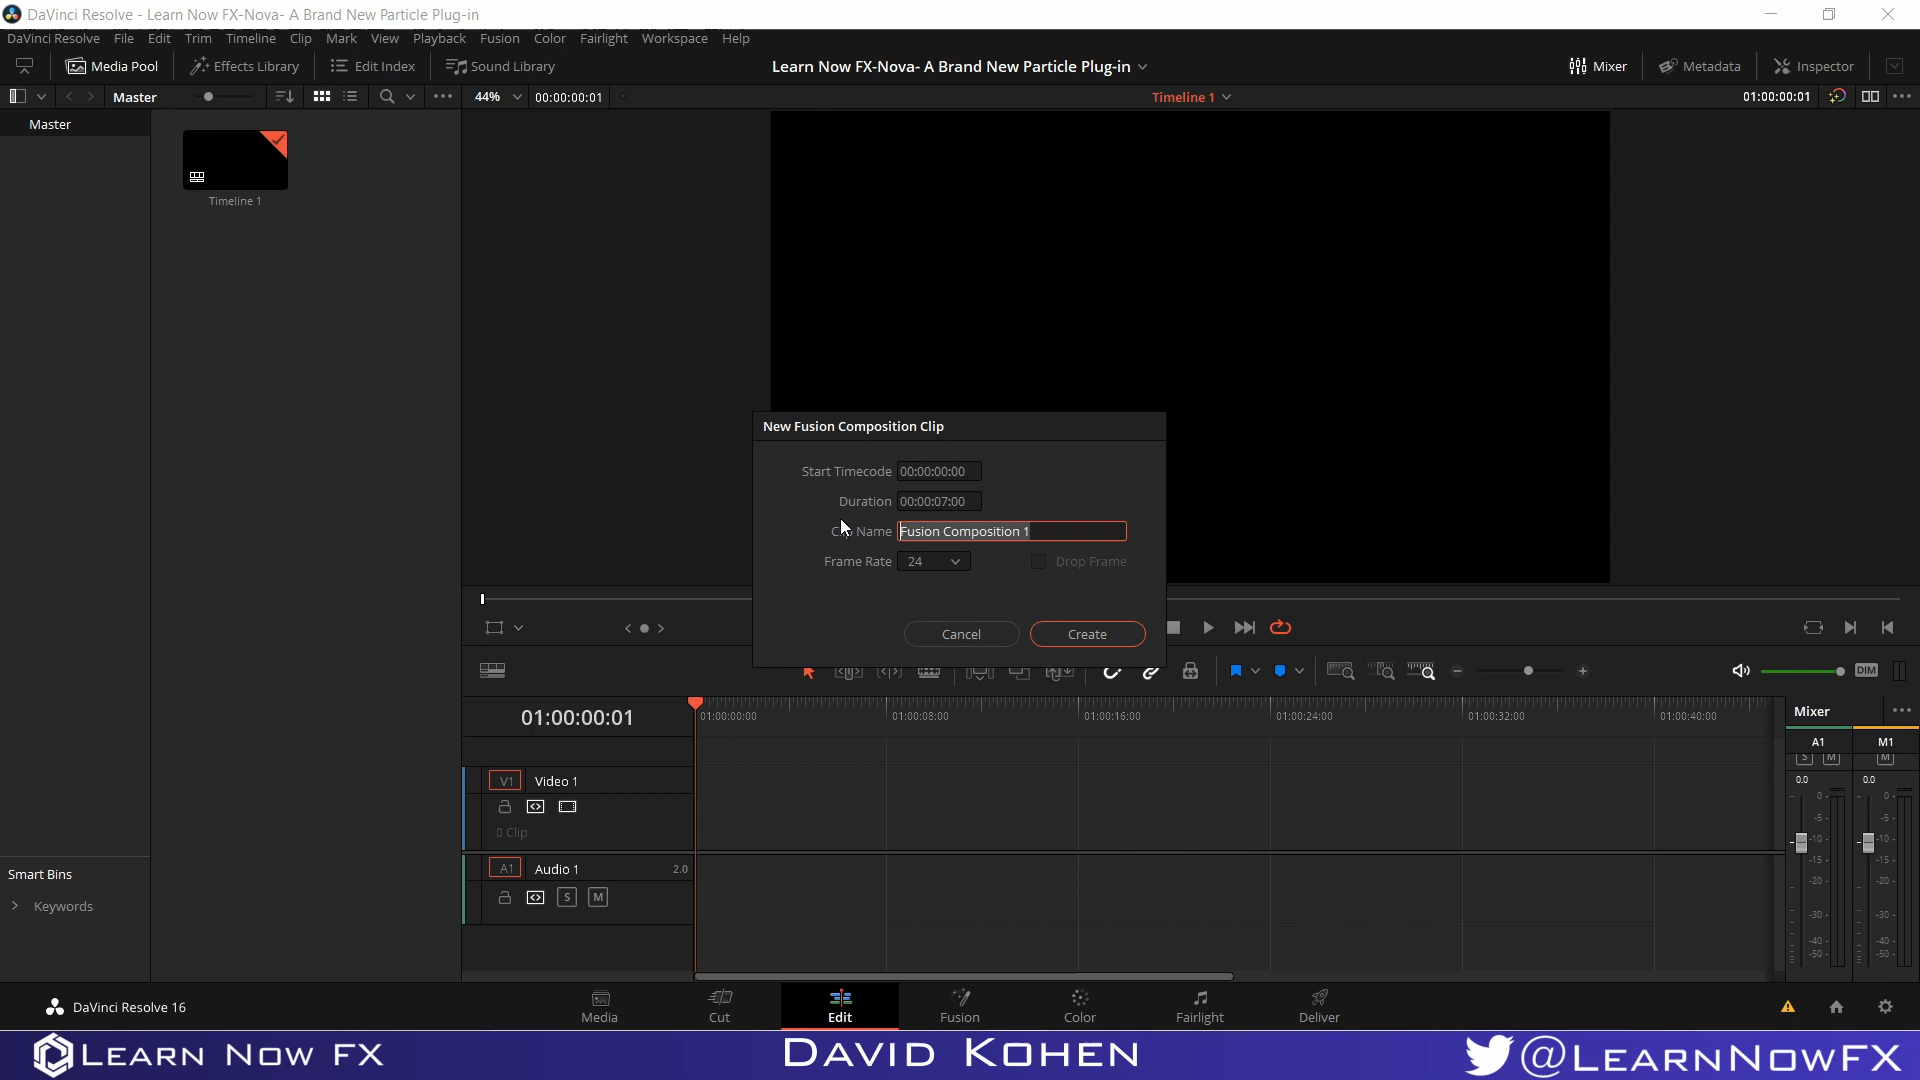 DaVinci Resolve - Learn Now FX-Nova- A Brand New Particle Plug-in
DaVinci Resolve File Edit Trim Timeline Clip Mark View Playback Fusion Color Fairlight Workspace Help
Media Pool Effects Library Edit Index Sound Library Learn Now FX-Nova- A Brand New Particle Plug-in Mixer Metadata Inspector
Master 44% 00:00:00:01 Timeline 1 01:00:00:01
Master
Timeline 1
New Fusion Composition Clip
Start Timecode 00:00:00:00
Duration 00:00:07:00
Name Fusion Composition 1
Frame Rate 24 Drop Frame
Cancel Create
DIM
01:00:00:01 01:00:00:00 01:00:08:00 01:00:16:00 01:00:24:00 01:00:32:00 01:00:40:00 Mixer
A1 M1
S M M
V1 Video 1
0.0 0.0
0 Clip
A1 Audio 1 2.0
S M
0 -5 -10 -15 -20 -30 -40 -50
0 -5 -10 -15 -20 -30 -40 -50
Smart Bins
Keywords
DaVinci Resolve 16
Media Cut Edit Fusion Color Fairlight Deliver
LEARN NOW FX DAVID KOHEN @LEARNNOWFX